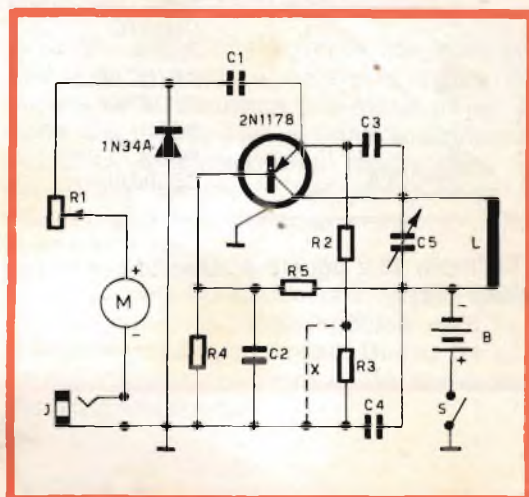 C1
2N1178
C3
1N34A
R1
R2
C5
L
+
M
R5
-
B
+
-
R4
C2
X
R3
J
C4
S